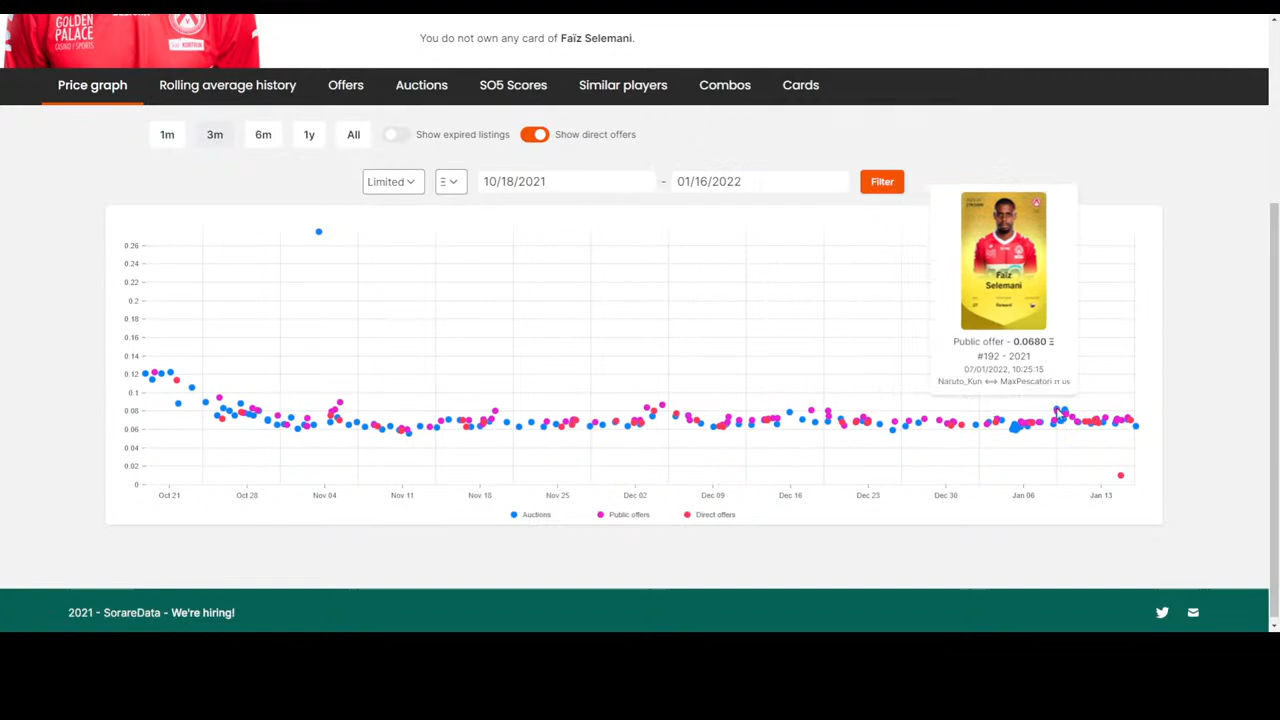 GOLDEN
PALACE
CASINO SPORTS
You do not own any card of Faïz Selemani.
Price graph Rolling average history Offers Auctions SO5 Scores Similar players Combos Cards
1m 3m 6m 1y All Show expired listings Show direct offers
Limited Ξ 10/18/2021 - 01/16/2022 Filter
Faïz
Selemani
Public offer - 0.0680 Ξ
#192 - 2021
07/01/2022, 10:25:15
Naruto_Kun ⟺ MaxPescatori IT US
0.26
0.24
0.22
0.2
0.18
0.16
0.14
0.12
0.1
0.08
0.06
0.04
0.02
0
Oct 21 Oct 28 Nov 04 Nov 11 Nov 18 Nov 25 Dec 02 Dec 09 Dec 16 Dec 23 Dec 30 Jan 06 Jan 13
Auctions Public offers Direct offers
2021 - SorareData - We're hiring!